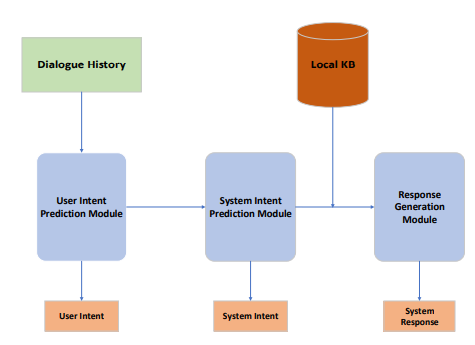 Dialogue History
Local KB
User Intent
Prediction Module
System Intent
Prediction Module
Response
Generation
Module
User Intent
System Intent
System
Response